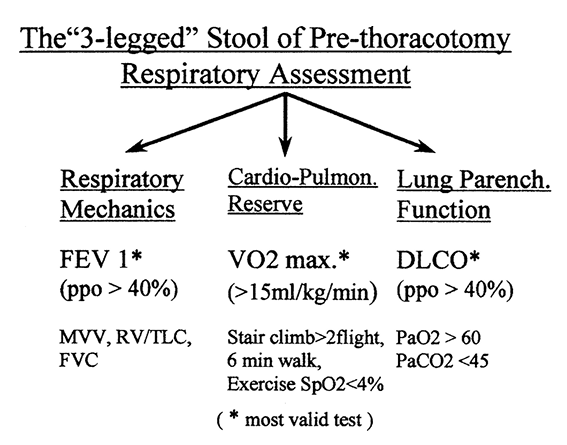 The“3-legged” Stool of Pre-thoracotomy
Respiratory Assessment
Respiratory
Mechanics
FEV 1*
(ppo > 40%)
MVV, RV/TLC,
FVC
Cardio-Pulmon.
Reserve
VO2 max.*
(>15ml/kg/min)
Stair climb>2flight,
6 min walk,
Exercise SpO2<4%
Lung Parench.
Function
DLCO*
(ppo > 40%)
PaO2 > 60
PaCO2 <45
( * most valid test )